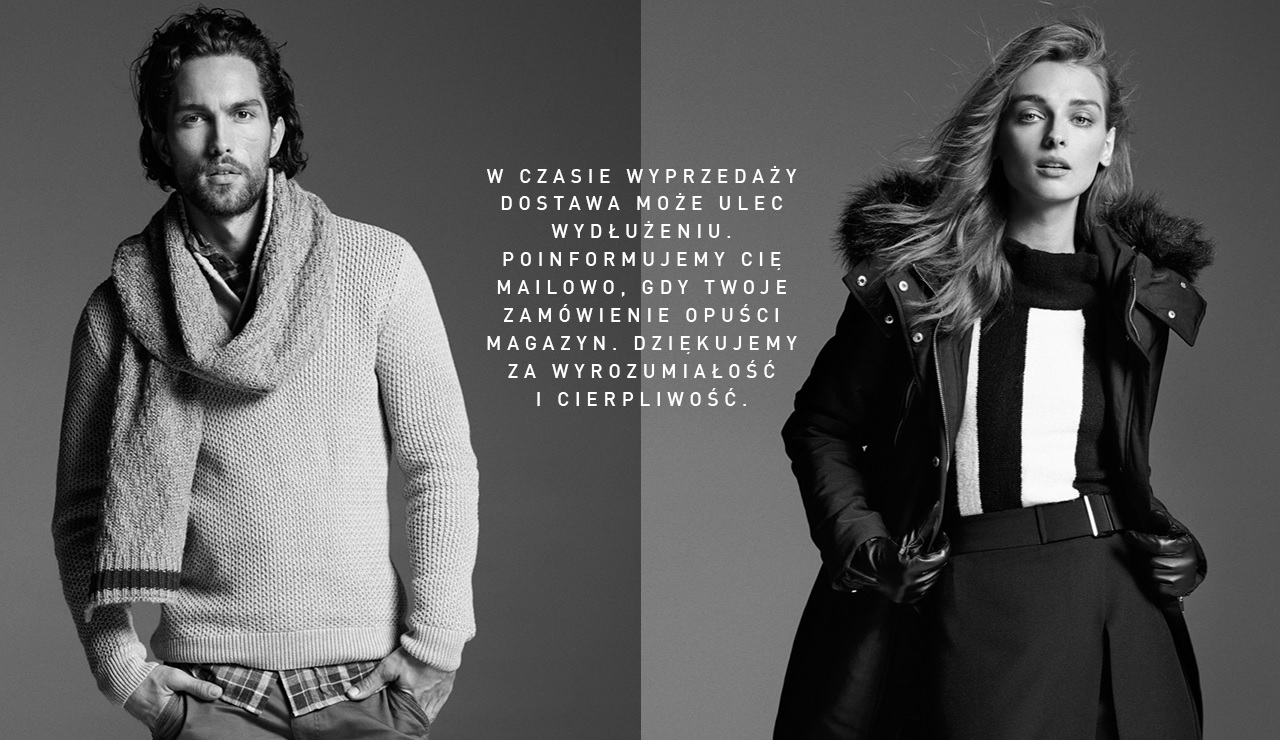 W CZASIE WYPRZEDAŻY
DOSTAWA MOŻE ULEC
WYDŁUŻENIU.
POINFORMUJEMY CIĘ
MAILOWO, GDY TWOJE
ZAMÓWIENIE OPUŚCI
MAGAZYN. DZIĘKUJEMY
ZA WYROZUMIAŁOŚĆ
I CIERPLIWOŚĆ.